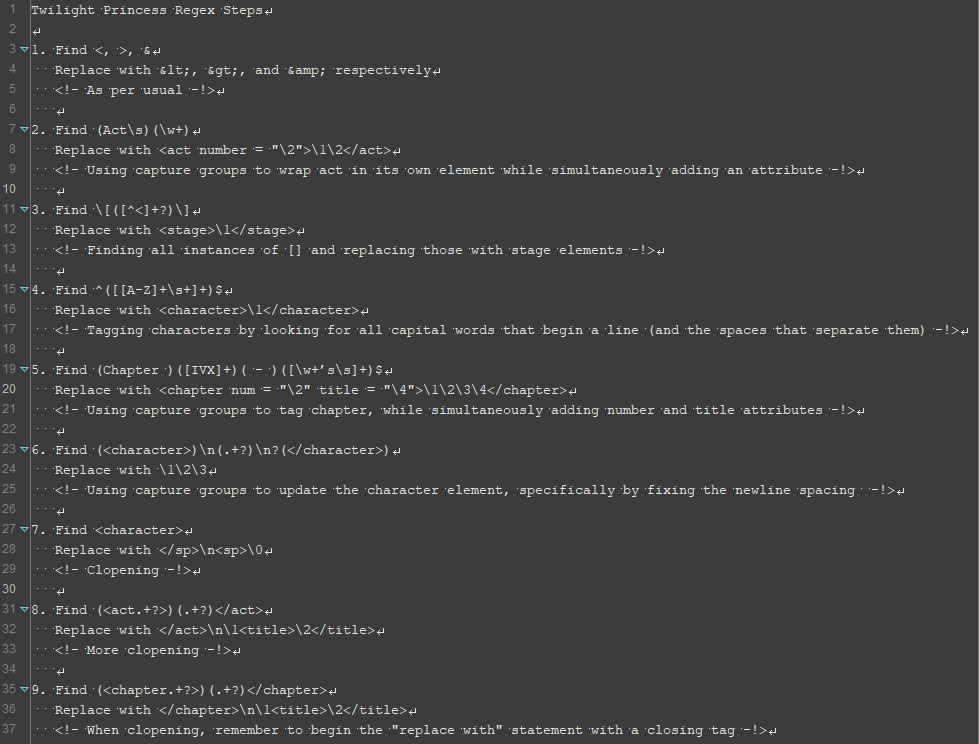 1 Twilight Princess Regex Steps
2
3 1. Find <, >, &
4 Replace with &lt;, &gt;, and &amp; respectively
5 <!- As per usual -!>
6
7 2. Find (Act\s)(\w+)
8 Replace with <act number = "\2">\1\2</act>
9 <!- Using capture groups to wrap act in its own element while simultaneously adding an attribute -!>
10
11 3. Find \[([^<]+?)\]
12 Replace with <stage>\1</stage>
13 <!- Finding all instances of [] and replacing those with stage elements -!>
14
15 4. Find ^([[A-Z]+\s+]+)$
16 Replace with <character>\1</character>
17 <!- Tagging characters by looking for all capital words that begin a line (and the spaces that separate them) -!>
18
19 5. Find (Chapter )([IVX]+)( - )([\w+’s\s]+)$
20 Replace with <chapter num = "\2" title = "\4">\1\2\3\4</chapter>
21 <!- Using capture groups to tag chapter, while simultaneously adding number and title attributes -!>
22
23 6. Find (<character>)\n(.+?)\n?(</character>)
24 Replace with \1\2\3
25 <!- Using capture groups to update the character element, specifically by fixing the newline spacing  -!>
26
27 7. Find <character>
28 Replace with </sp>\n<sp>\0
29 <!- Clopening -!>
30
31 8. Find (<act.+?>)(.+?)</act>
32 Replace with </act>\n\1<title>\2</title>
33 <!- More clopening -!>
34
35 9. Find (<chapter.+?>)(.+?)</chapter>
36 Replace with </chapter>\n\1<title>\2</title>
37 <!- When clopening, remember to begin the "replace with" statement with a closing tag -!>